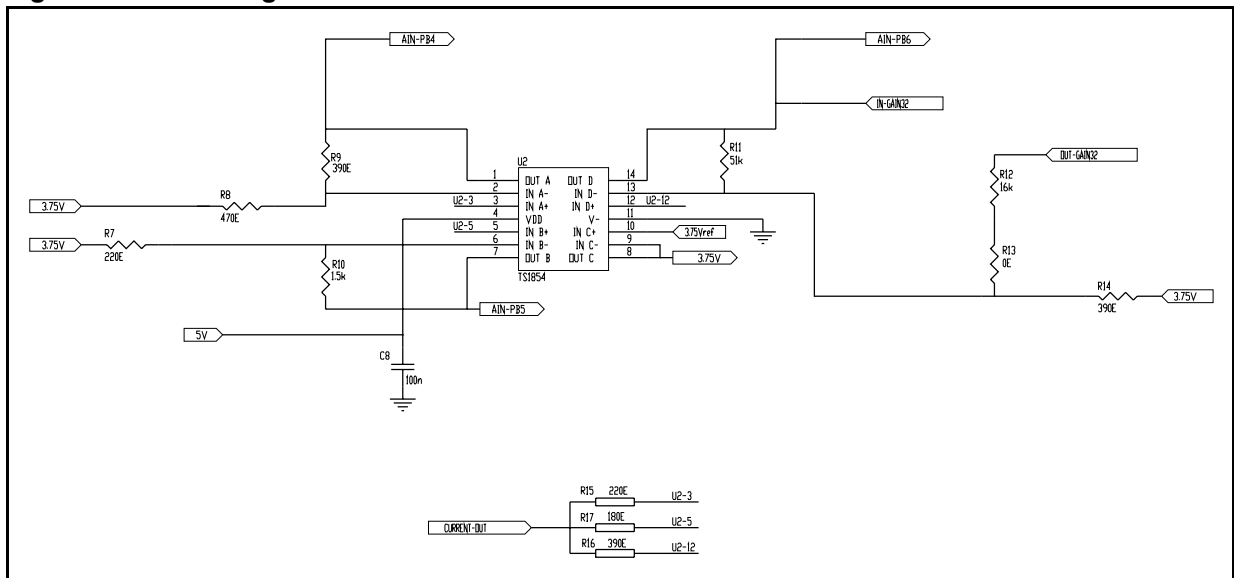 AIN-PB4
AIN-PB6
IN-GAIN32
R9
390E
R11
51k
OUT-GAIN32
R12
16k
U2
1 OUT A OUT D 14
2 IN A- IN D- 13
U2-3 3 IN A+ IN D+ 12 U2-12
4 VDD V- 11
U2-5 5 IN B+ IN C+ 10 3.75Vref
6 IN B- IN C- 9
7 OUT B OUT C 8 3.75V
TS1854
R8
3.75V
470E
R7
3.75V
220E
R10
1.5k
R13
0E
R14
3.75V
390E
AIN-PB5
5V
C8
100n
R15 220E U2-3
R17 180E U2-5
CURRENT-OUT
R16 390E U2-12